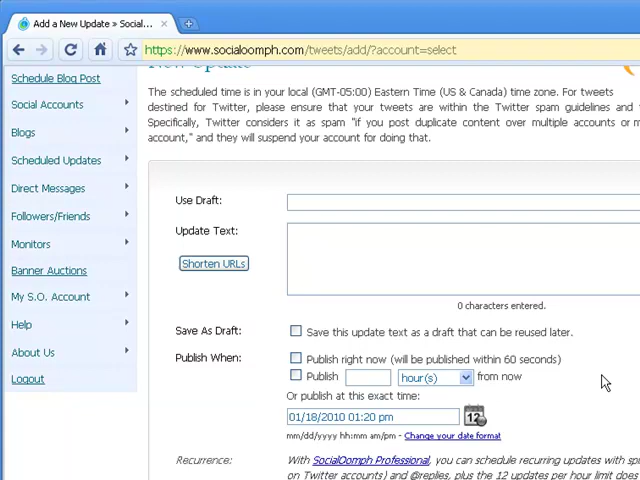 Add a New Update » Social...
https://www.socialoomph.com/tweets/add/?account=select
Schedule Blog Post
Social Accounts
Blogs
Scheduled Updates
Direct Messages
Followers/Friends
Monitors
Banner Auctions
My S.O. Account
Help
About Us
Logout
New Update
The scheduled time is in your local (GMT-05:00) Eastern Time (US & Canada) time zone. For tweets
destined for Twitter, please ensure that your tweets are within the Twitter spam guidelines and
Specifically, Twitter considers it as spam "if you post duplicate content over multiple accounts or
account," and they will suspend your account for doing that.
Use Draft:
Update Text:
Shorten URLs
0 characters entered.
Save As Draft: Save this update text as a draft that can be reused later.
Publish When: Publish right now (will be published within 60 seconds)
Publish hour(s) from now
Or publish at this exact time:
01/18/2010 01:20 pm 12
mm/dd/yyyy hh:mm am/pm - Change your date format
Recurrence: With SocialOomph Professional, you can schedule recurring updates with
on Twitter accounts) and @replies, plus the 12 updates per hour limit does